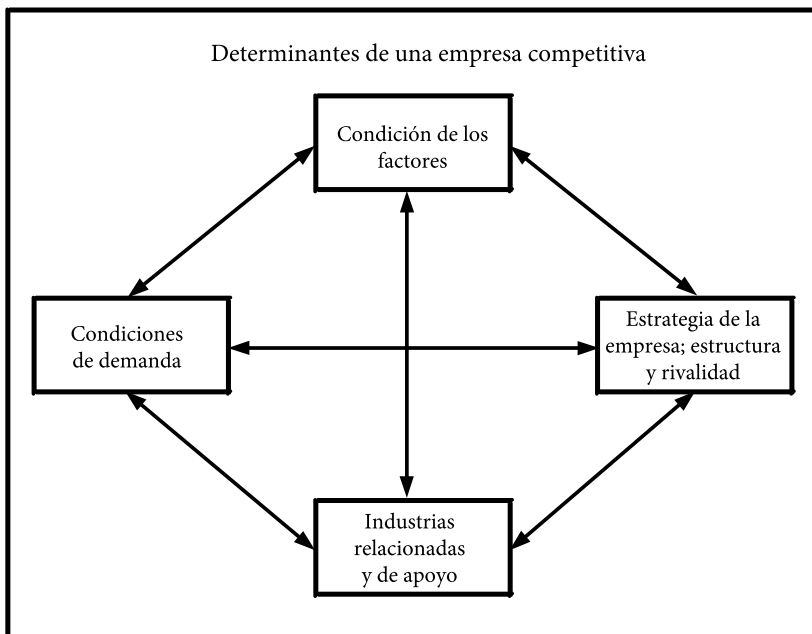 Determinantes de una empresa competitiva
Condición de los
factores
Condiciones
de demanda
Estrategia de la
empresa; estructura
y rivalidad
Industrias
relacionadas
y de apoyo